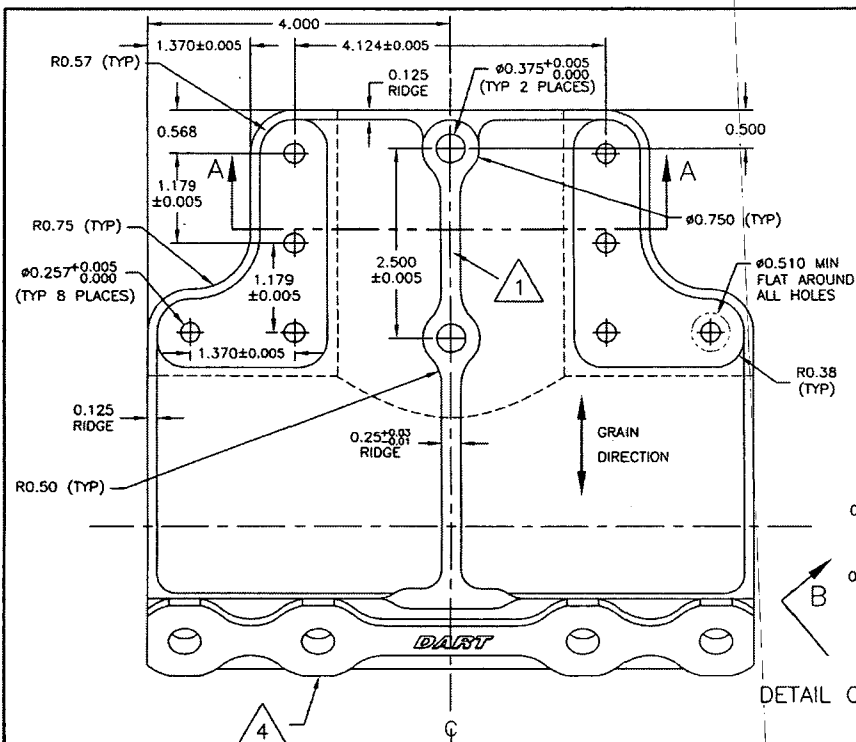 4.000
1.370±0.005
4.124±0.005
R0.57 (TYP)
0.125
RIDGE
ø0.375+0.005
0.000
(TYP 2 PLACES)
0.568
0.500
A
A
1.179
±0.005
R0.75 (TYP)
ø0.750 (TYP)
2.500
±0.005
ø0.257+0.005
0.000
(TYP 8 PLACES)
1.179
±0.005
1
ø0.510 MIN
FLAT AROUND
ALL HOLES
1.370±0.005
R0.38
(TYP)
0.125
RIDGE
0.25+0.03
-0.01
RIDGE
GRAIN
DIRECTION
R0.50 (TYP)
0
0
B
DART
DETAIL C
4
℄